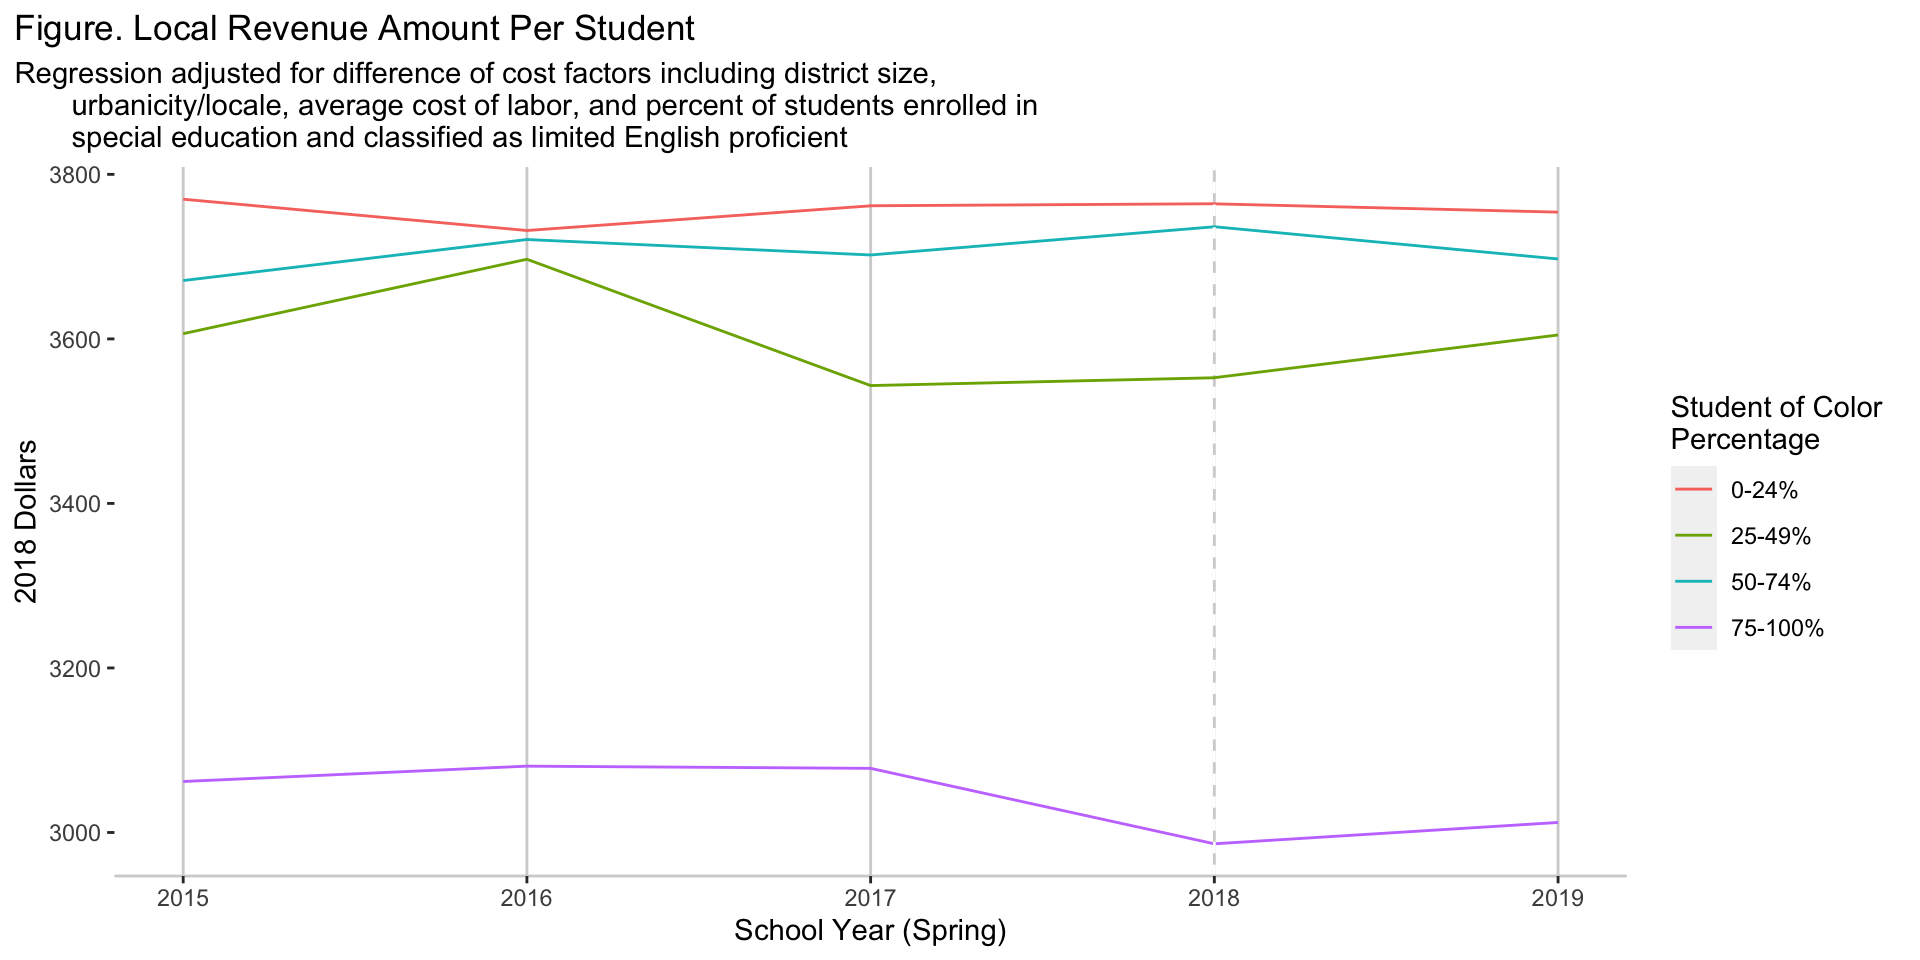 Figure. Local Revenue Amount Per Student
Regression adjusted for difference of cost factors including district size,
urbanicity/locale, average cost of labor, and percent of students enrolled in
special education and classified as limited English proficient
3800
3600
3400
3200
3000
2018 Dollars
2015
2016
2017
2018
2019
School Year (Spring)
Student of Color
Percentage
0-24%
25-49%
50-74%
75-100%